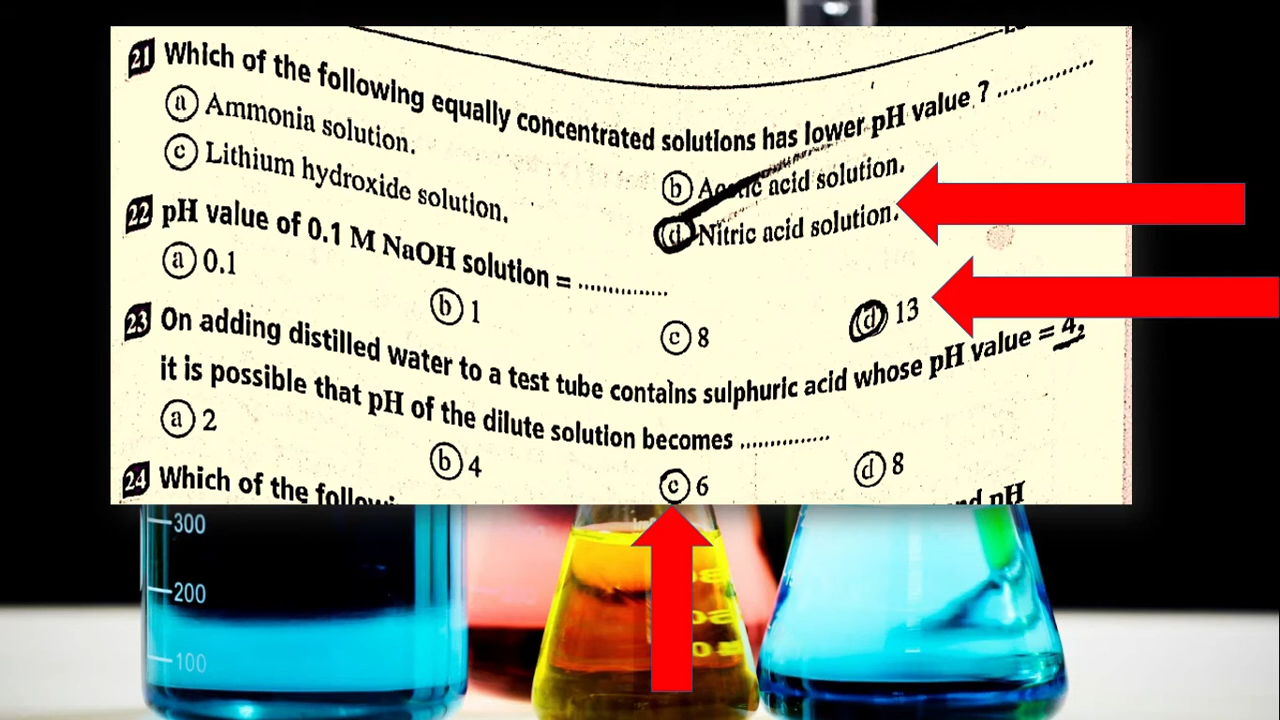 21 Which of the following equally concentrated solutions has lower pH value ? ..............
a Ammonia solution.
b Acetic acid solution.
c Lithium hydroxide solution.
d Nitric acid solution.
22 pH value of 0.1 M NaOH solution = ..............
a 0.1
b 1
c 8
d 13
23 On adding distilled water to a test tube contains sulphuric acid whose pH value = 4,
it is possible that pH of the dilute solution becomes ..............
a 2
b 4
c 6
d 8
24 Which of the and pH
300
200
100